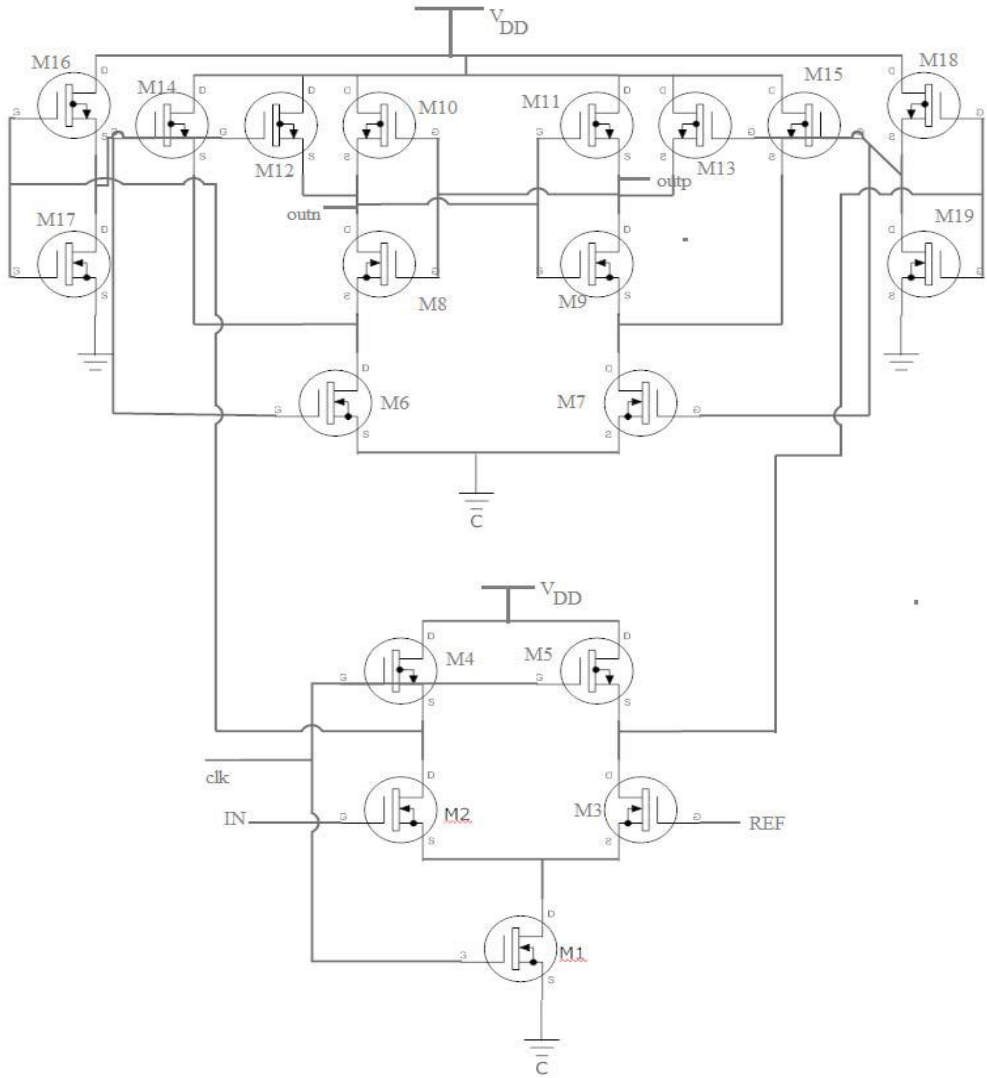 VDD
M16
M14
M10
M11
M15
M18
D
D
D
D
D
D
D
D
G
G
G
G
G
G
G
S
S
S
S
S
S
S
S
M12
M13
outn
outp
M17
M19
D
D
D
D
G
G
G
G
S
S
S
S
M8
M9
D
D
M6
M7
G
G
S
S
C
VDD
D
D
M4
M5
G
G
S
S
clk
D
D
IN
G
M2
M3
G
REF
S
S
D
G
M1
S
C